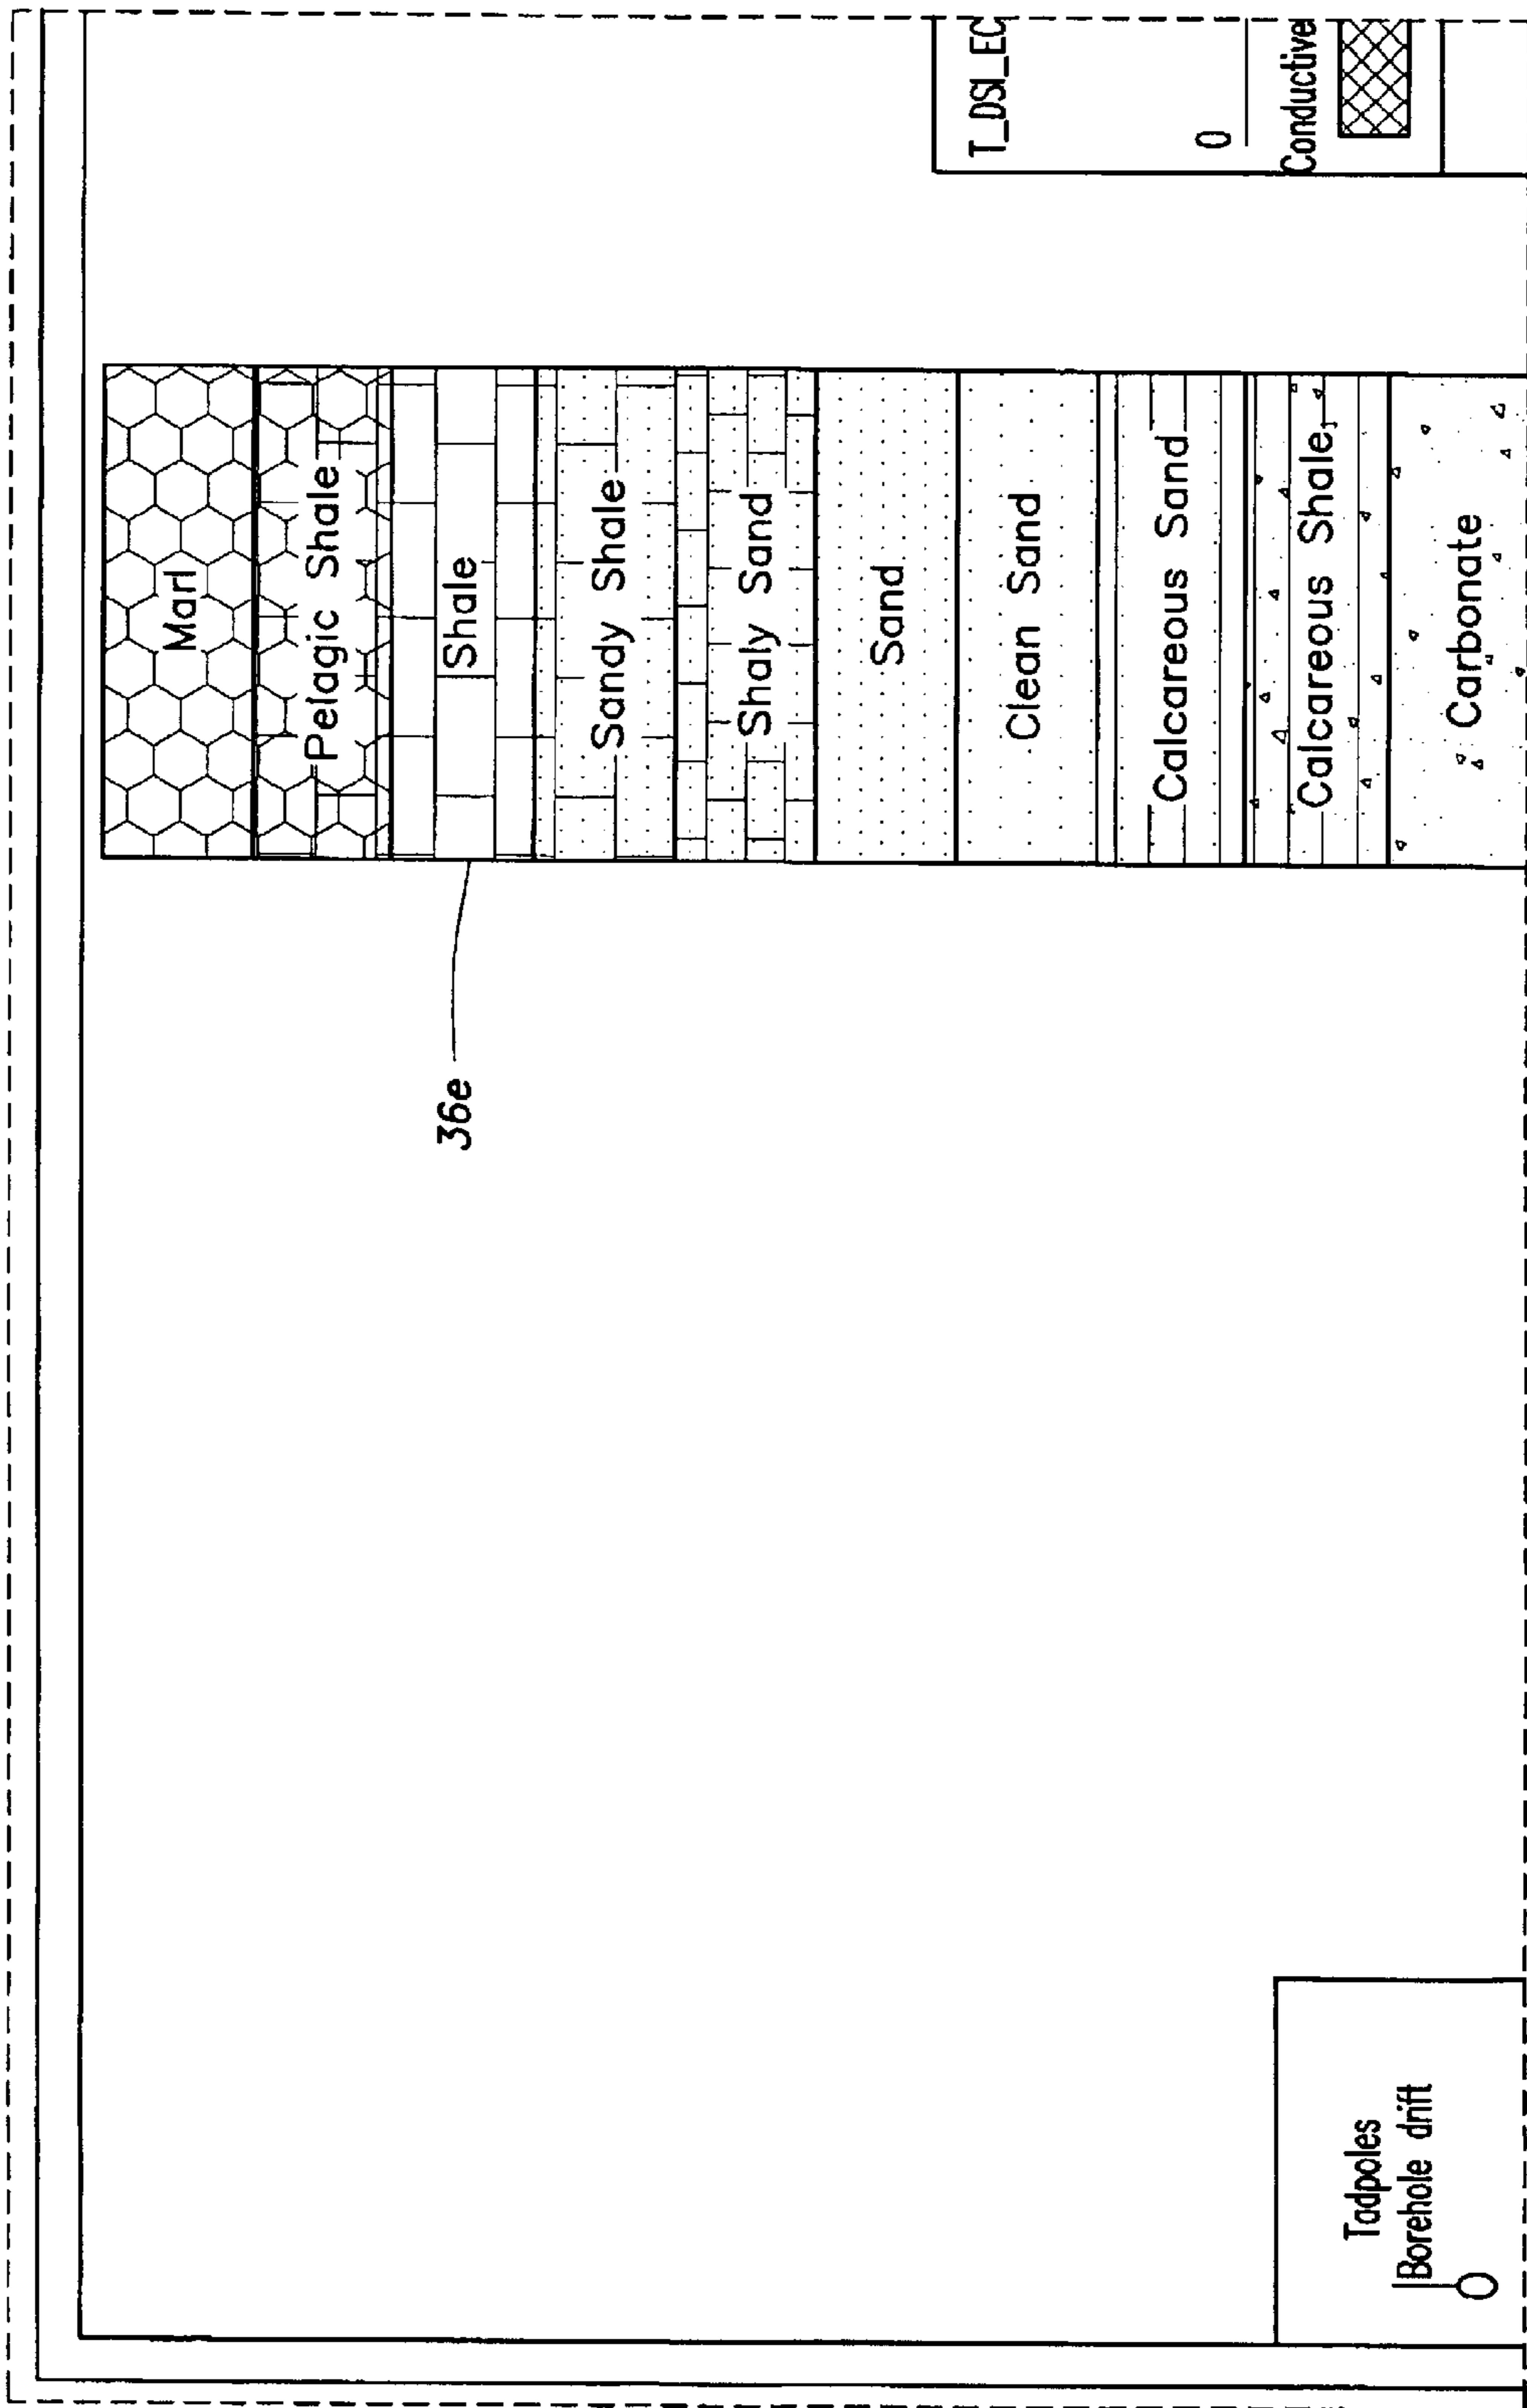 Marl
Pelagic Shale
Shale
Sandy Shale
Shaly Sand
Sand
Clean Sand
Calcareous Sand
Calcareous Shale
Carbonate
36e
T_DSI_EC
0
Conductive
Tadpoles
Borehole drift